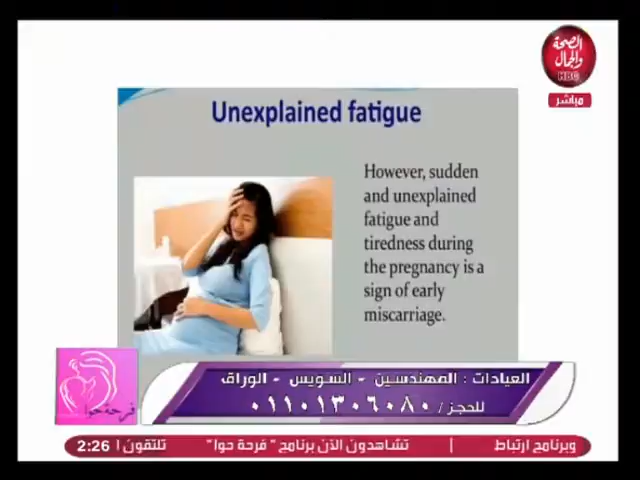 الصحة
والجمال
HBC
مباشر
Unexplained fatigue
However, sudden
and unexplained
fatigue and
tiredness during
the pregnancy is a
sign of early
miscarriage.
فرحة حوا
العيادات : المهندسين - السويس - الوراق
للحجز / ٠١١٠١٣٠٦٠٨٠
وبرنامج ارتباط | تشاهدون الآن برنامج " فرحة حوا" تلتقون ا 2:26